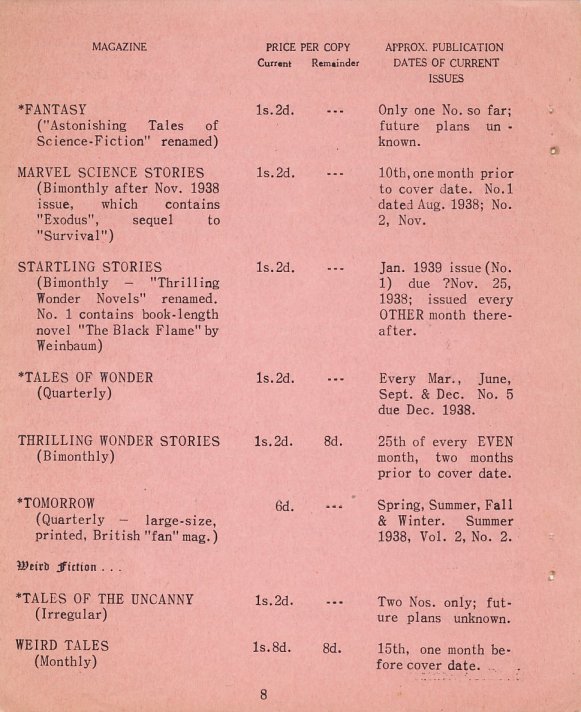 MAGAZINE PRICE PER COPY APPROX. PUBLICATION
Current Remainder DATES OF CURRENT
ISSUES
*FANTASY 1s.2d. --- Only one No. so far;
("Astonishing Tales of future plans un -
Science-Fiction" renamed) known.
MARVEL SCIENCE STORIES 1s.2d. --- 10th, one month prior
(Bimonthly after Nov. 1938 to cover date. No.1
issue, which contains dated Aug. 1938; No.
"Exodus", sequel to 2, Nov.
"Survival")
STARTLING STORIES 1s.2d. --- Jan. 1939 issue (No.
(Bimonthly — "Thrilling 1) due ?Nov. 25,
Wonder Novels" renamed. 1938; issued every
No. 1 contains book-length OTHER month there-
novel "The Black Flame" by after.
Weinbaum)
*TALES OF WONDER 1s.2d. --- Every Mar., June,
(Quarterly) Sept. & Dec. No. 5
due Dec. 1938.
THRILLING WONDER STORIES 1s.2d. 8d. 25th of every EVEN
(Bimonthly) month, two months
prior to cover date.
*TOMORROW 6d. --- Spring, Summer, Fall
(Quarterly — large-size, & Winter. Summer
printed, British "fan" mag.) 1938, Vol. 2, No. 2.
Weird Fiction . . .
*TALES OF THE UNCANNY 1s.2d. --- Two Nos. only; fut-
(Irregular) ure plans unknown.
WEIRD TALES 1s.8d. 8d. 15th, one month be-
(Monthly) fore cover date.
8